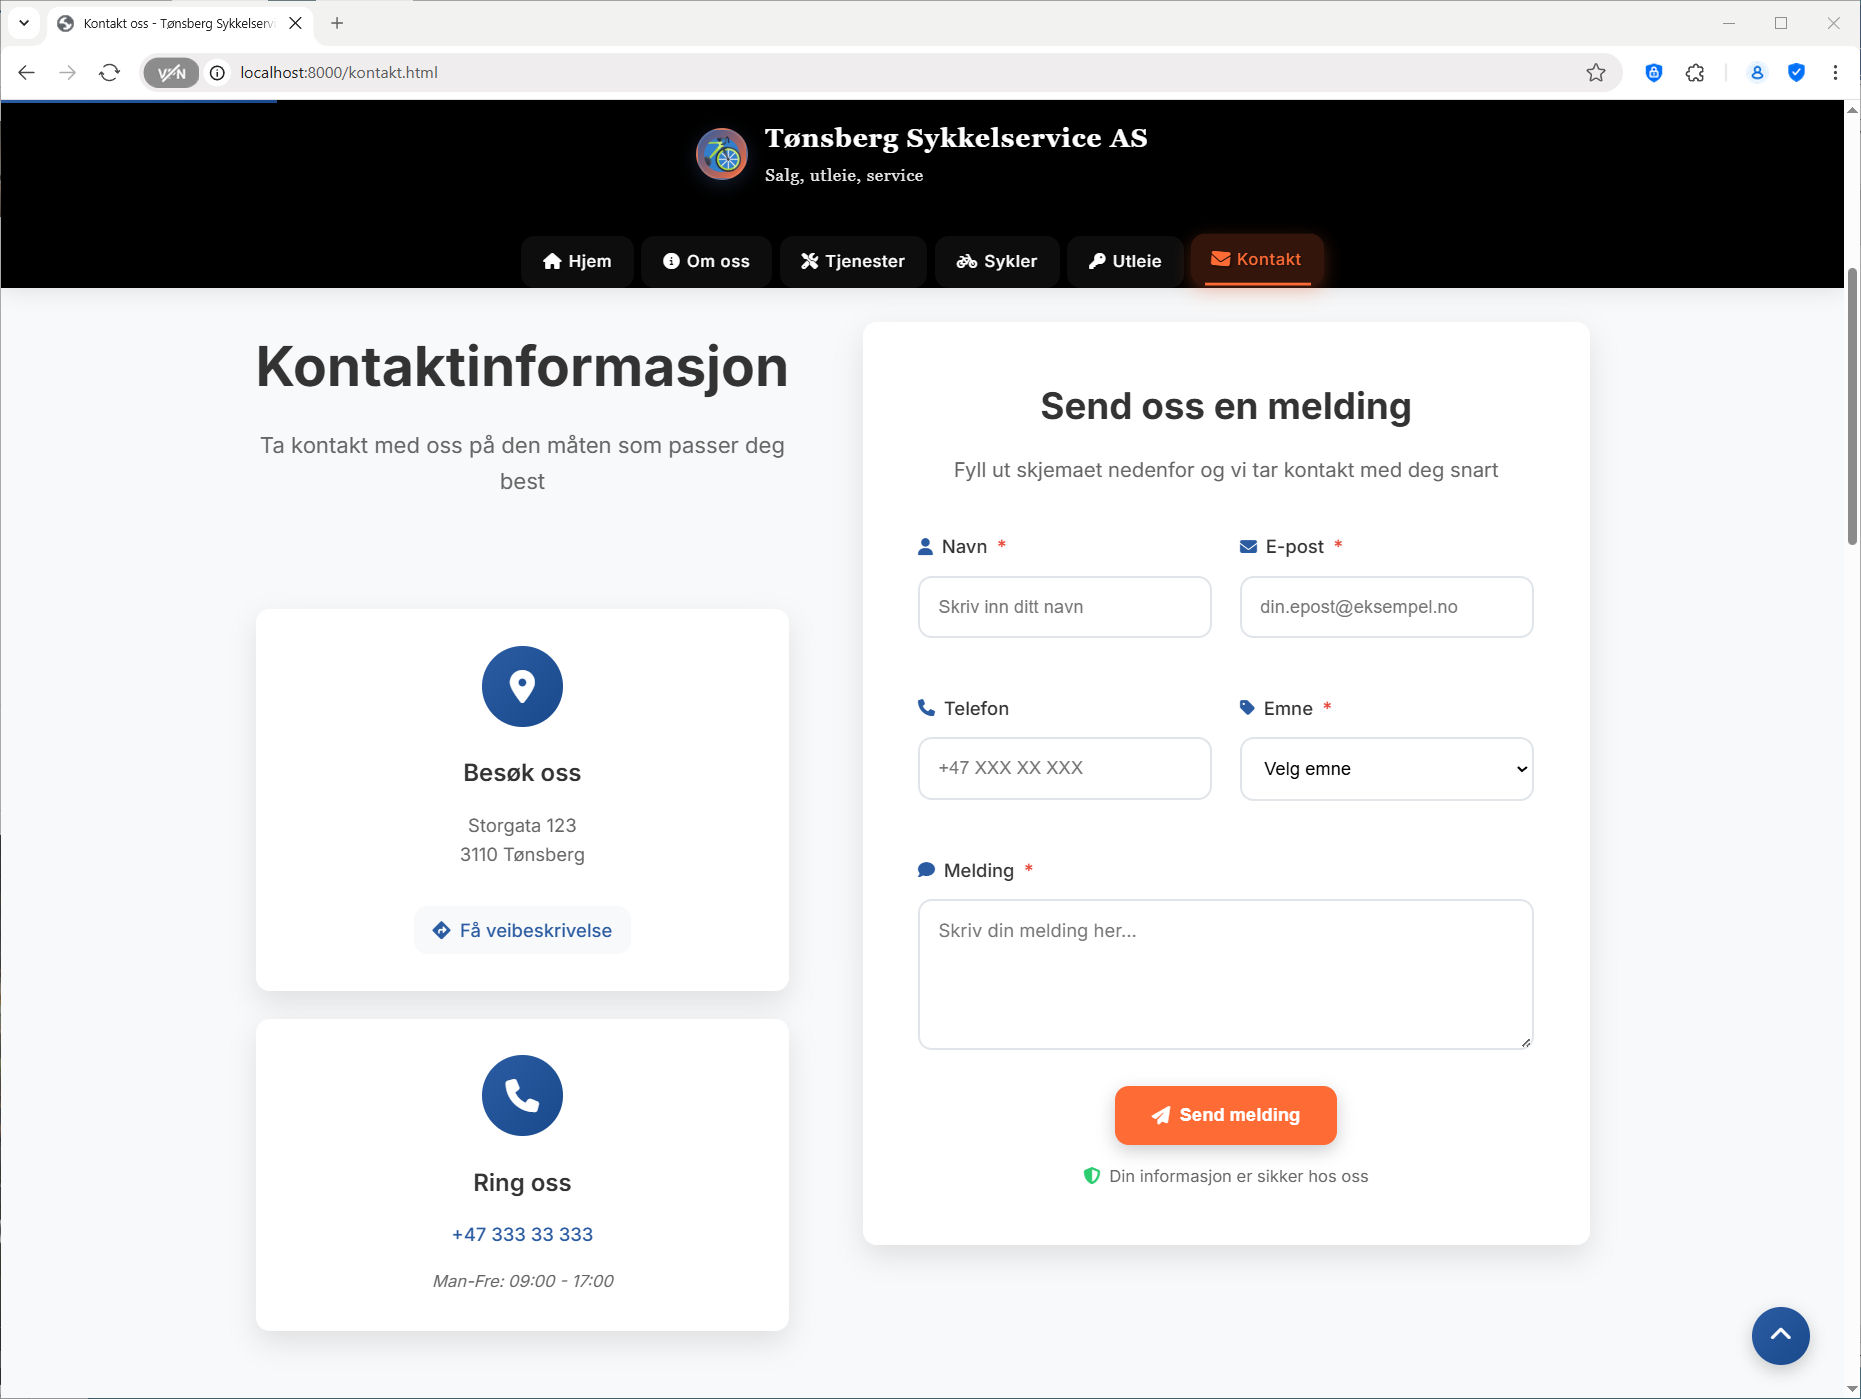 Kontakt oss - Tønsberg Sykkelserv
VPN
localhost:8000/kontakt.html
Tønsberg Sykkelservice AS
Salg, utleie, service
Hjem
Om oss
Tjenester
Sykler
Utleie
Kontakt
Kontaktinformasjon
Ta kontakt med oss på den måten som passer deg
best
Besøk oss
Storgata 123
3110 Tønsberg
Få veibeskrivelse
Ring oss
+47 333 33 333
Man-Fre: 09:00 - 17:00
Send oss en melding
Fyll ut skjemaet nedenfor og vi tar kontakt med deg snart
Navn *
Skriv inn ditt navn
E-post *
din.epost@eksempel.no
Telefon
+47 XXX XX XXX
Emne *
Velg emne
Melding *
Skriv din melding her...
Send melding
Din informasjon er sikker hos oss